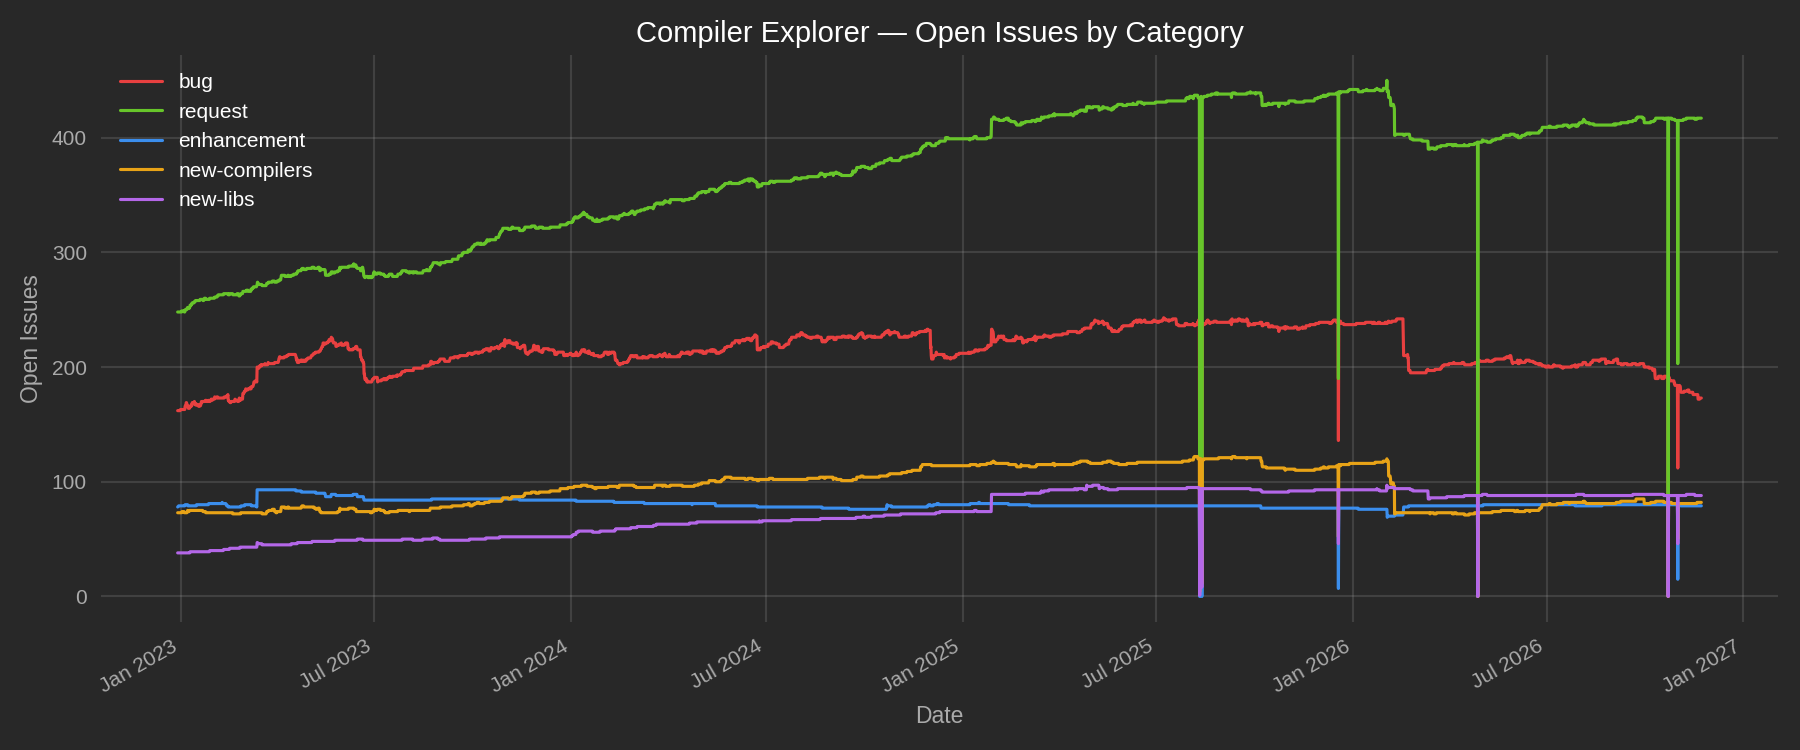 Compiler Explorer — Open Issues by Category
bug
request
enhancement
new-compilers
new-libs
Open Issues
400
300
200
100
0
Jan 2023
Jul 2023
Jan 2024
Jul 2024
Jan 2025
Jul 2025
Jan 2026
Jul 2026
Jan 2027
Date